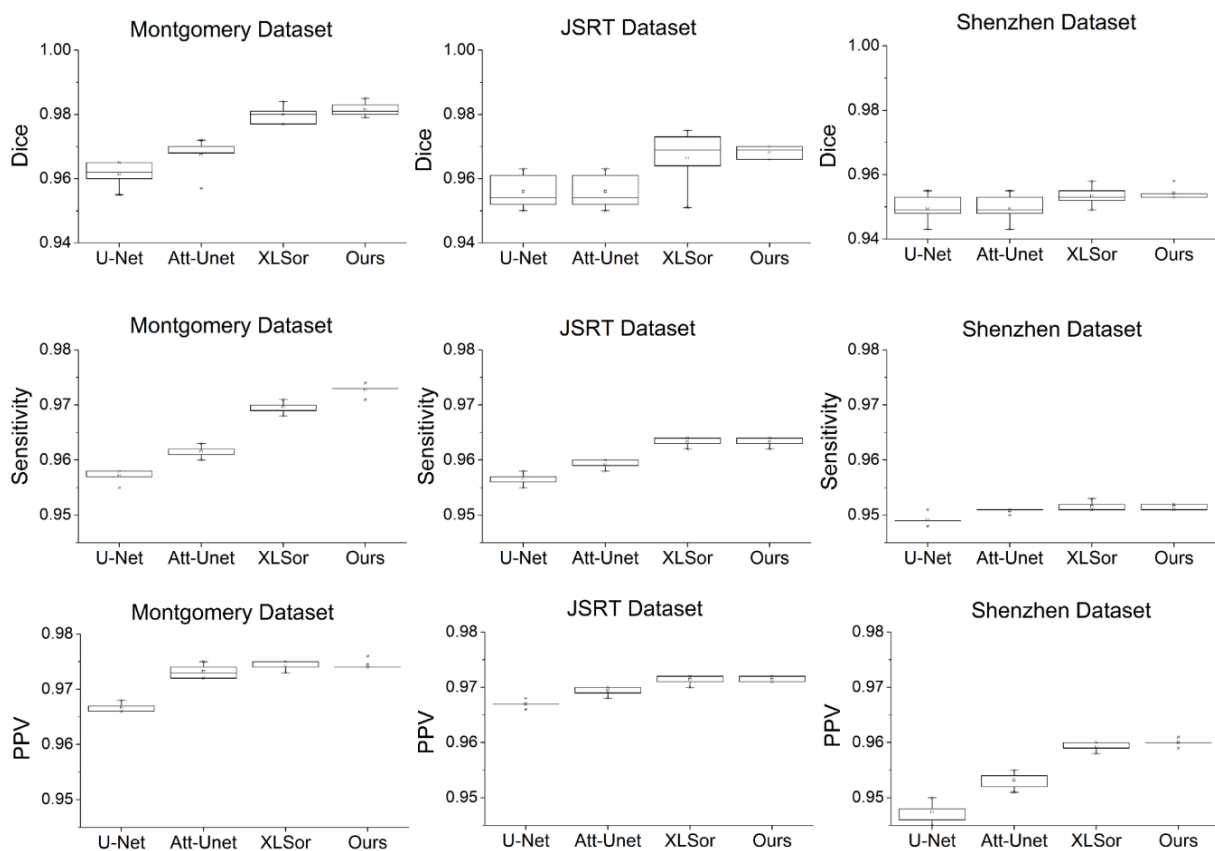 Montgomery Dataset
JSRT Dataset
Shenzhen Dataset
Dice
1.00
0.98
0.96
0.94
U-Net Att-Unet XLSor Ours
Dice
1.00
0.98
0.96
0.94
U-Net Att-Unet XLSor Ours
Dice
1.00
0.98
0.96
0.94
U-Net Att-Unet XLSor Ours
Montgomery Dataset
JSRT Dataset
Shenzhen Dataset
Sensitivity
0.98
0.97
0.96
0.95
U-Net Att-Unet XLSor Ours
Sensitivity
0.98
0.97
0.96
0.95
U-Net Att-Unet XLSor Ours
Sensitivity
0.98
0.97
0.96
0.95
U-Net Att-Unet XLSor Ours
Montgomery Dataset
JSRT Dataset
Shenzhen Dataset
PPV
0.98
0.97
0.96
0.95
U-Net Att-Unet XLSor Ours
PPV
0.98
0.97
0.96
0.95
U-Net Att-Unet XLSor Ours
PPV
0.98
0.97
0.96
0.95
U-Net Att-Unet XLSor Ours